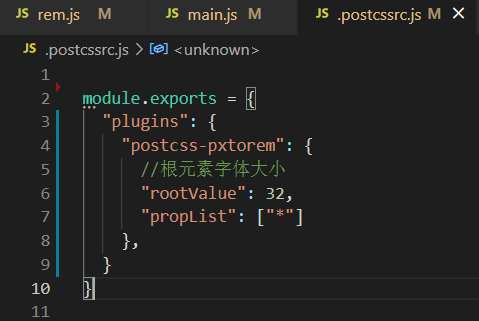 JS rem.js M JS main.js M JS .postcssrc.js M ×
JS .postcssrc.js > <unknown>
1
2 module.exports = {
3 "plugins": {
4 "postcss-pxtorem": {
5 //根元素字体大小
6 "rootValue": 32,
7 "propList": ["*"]
8 },
9 }
10 }
11